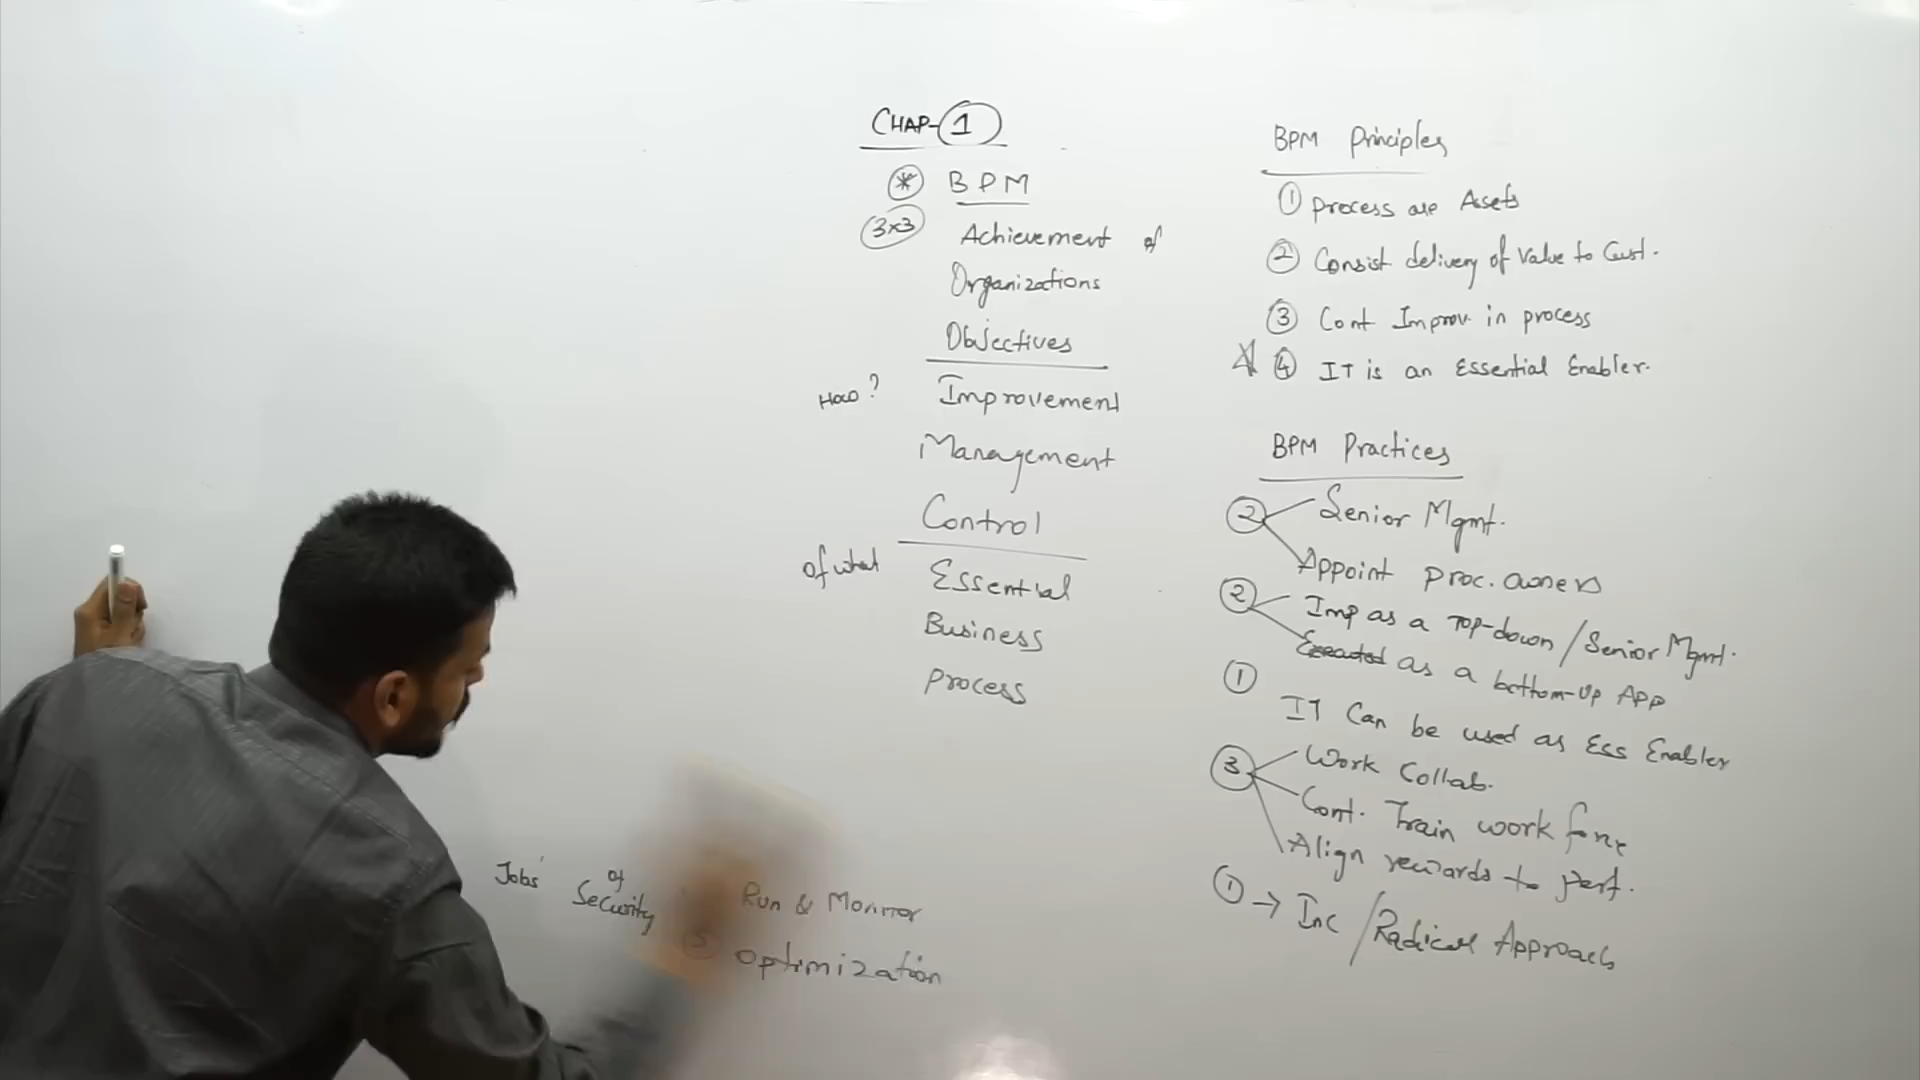 CHAP-1
* BPM
3x3 Achievement of
Organizations
Objectives
How? Improvement
Management
Control
of what Essential
Business
process
Jobs of
Security
Run & Monitor
5 optimization
BPM Principles
1 process are Assets
2 Consist delivery of Value to Cust.
3 Cont Improv. in process
4 IT is an Essential Enabler.
BPM Practices
2 Senior Mgmt.
Appoint proc. owners
2 Imp as a Top-down / Senior Mgmt.
Executed as a bottom-up App
1 IT Can be used as Ess Enabler
3 Work Collab.
Cont. Train work force
Align rewards to perf.
1 → Inc / Radical Approach